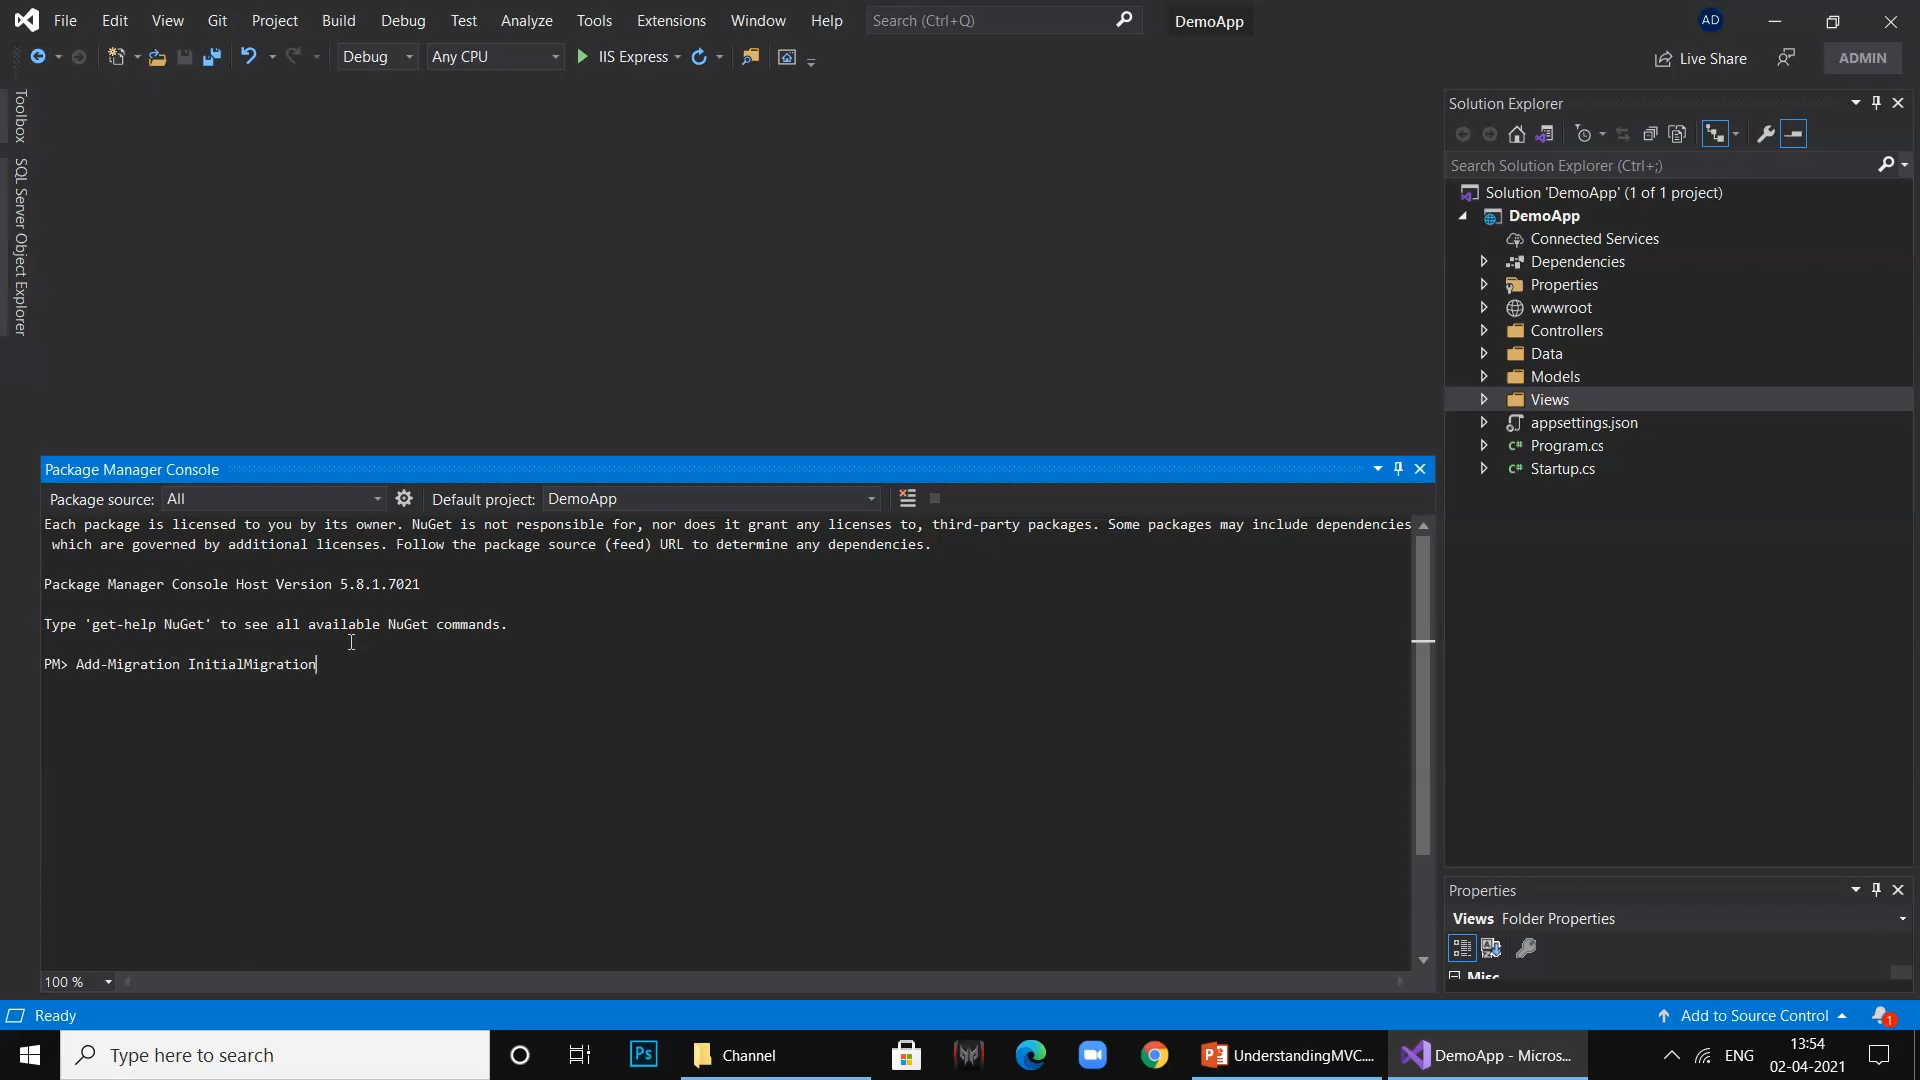 File Edit View Git Project Build Debug Test Analyze Tools Extensions Window Help Search (Ctrl+Q) DemoApp AD
Debug Any CPU IIS Express Live Share ADMIN
Toolbox
SQL Server Object Explorer
Solution Explorer
Search Solution Explorer (Ctrl+;)
Solution 'DemoApp' (1 of 1 project)
DemoApp
Connected Services
Dependencies
Properties
wwwroot
Controllers
Data
Models
Views
appsettings.json
C# Program.cs
C# Startup.cs
Package Manager Console
Package source: All Default project: DemoApp
Each package is licensed to you by its owner. NuGet is not responsible for, nor does it grant any licenses to, third-party packages. Some packages may include dependencies
which are governed by additional licenses. Follow the package source (feed) URL to determine any dependencies.
Package Manager Console Host Version 5.8.1.7021
Type 'get-help NuGet' to see all available NuGet commands.
PM> Add-Migration InitialMigration
100 %
Properties
Views Folder Properties
Misc
Ready Add to Source Control 1
Type here to search Ps Channel UnderstandingMVC.... DemoApp - Micros... ENG 13:54
02-04-2021